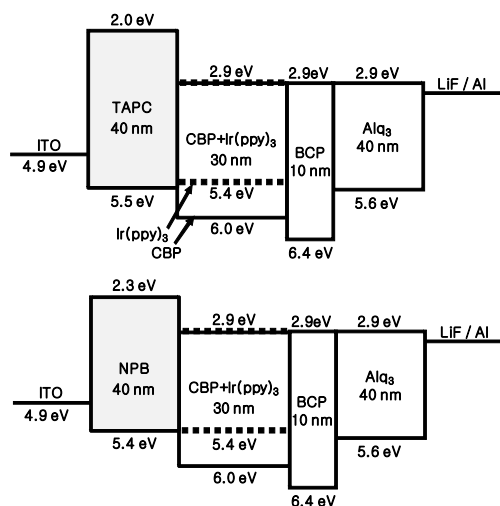 2.0 eV
2.9 eV
2.9eV
2.9 eV
LiF / Al
TAPC
40 nm
CBP+Ir(ppy)₃
30 nm
BCP
10 nm
Alq₃
40 nm
ITO
4.9 eV
5.5 eV
5.4 eV
5.6 eV
Ir(ppy)₃
CBP
6.0 eV
6.4 eV
2.3 eV
2.9 eV
2.9eV
2.9 eV
LiF / Al
NPB
40 nm
CBP+Ir(ppy)₃
30 nm
BCP
10 nm
Alq₃
40 nm
ITO
4.9 eV
5.4 eV
5.4 eV
5.6 eV
6.0 eV
6.4 eV